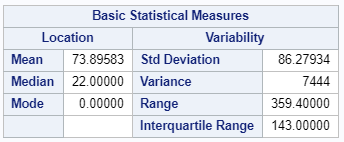 Basic Statistical Measures
Location Variability
Mean 73.89583 Std Deviation 86.27934
Median 22.00000 Variance 7444
Mode 0.00000 Range 359.40000
Interquartile Range 143.00000